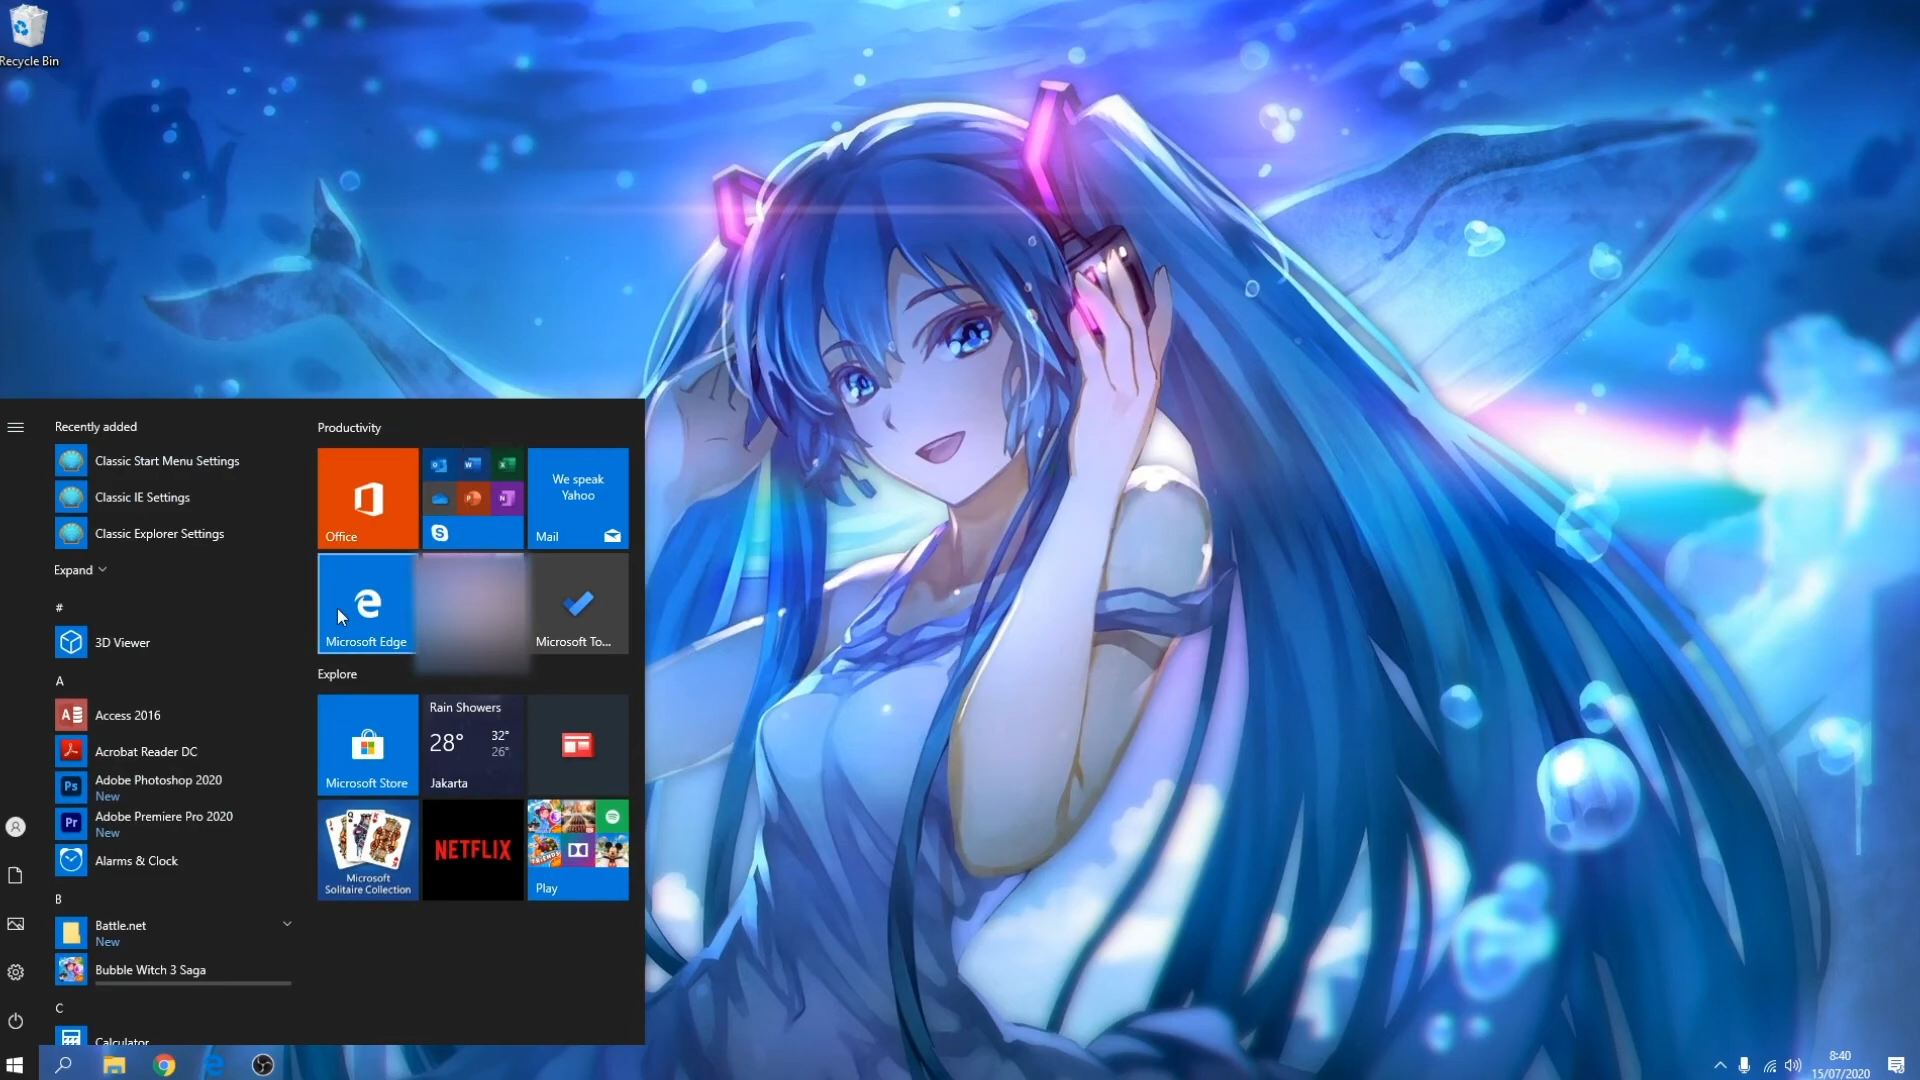 Recycle Bin
Recently added
Classic Start Menu Settings
Classic IE Settings
Classic Explorer Settings
Expand
#
3D Viewer
A
Access 2016
Acrobat Reader DC
Adobe Photoshop 2020
New
Adobe Premiere Pro 2020
New
Alarms & Clock
B
Battle.net
New
Bubble Witch 3 Saga
C
Calculator
Productivity
Office
We speak
Yahoo
Mail
Microsoft Edge
Microsoft To...
Explore
Microsoft Store
Rain Showers
28° 32°
26°
Jakarta
Microsoft
Solitaire Collection
NETFLIX
Play
8:40
15/07/2020